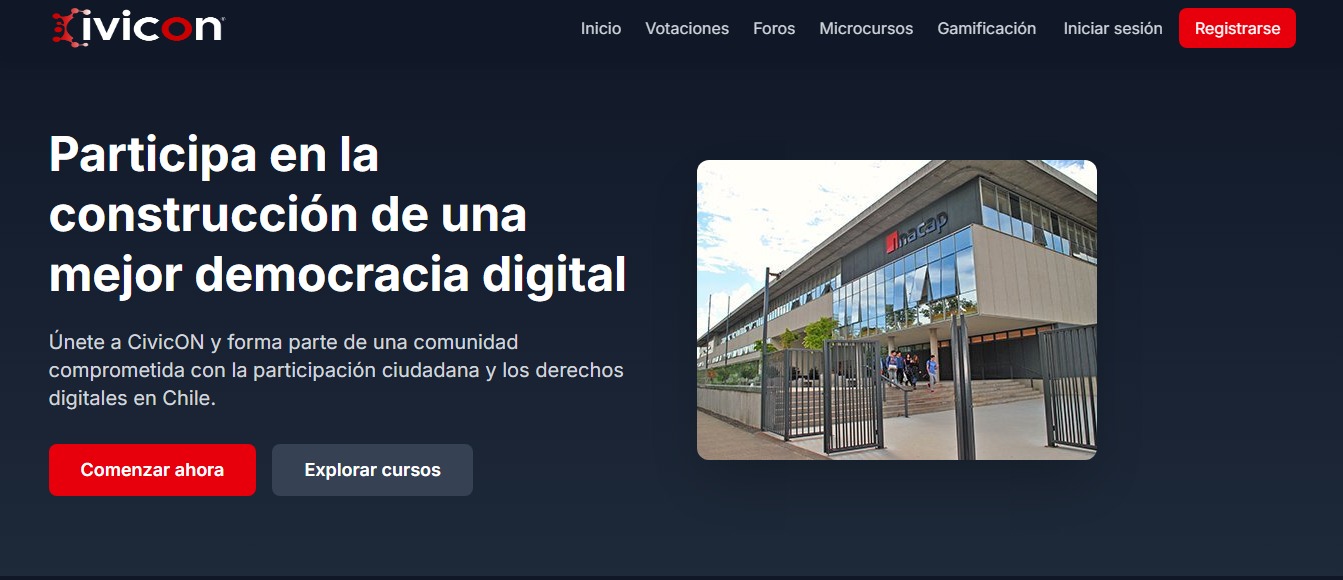 Civicon
Inicio Votaciones Foros Microcursos Gamificación Iniciar sesión Registrarse
Participa en la
construcción de una
mejor democracia digital
Únete a CivicON y forma parte de una comunidad
comprometida con la participación ciudadana y los derechos
digitales en Chile.
Comenzar ahora Explorar cursos
inacap